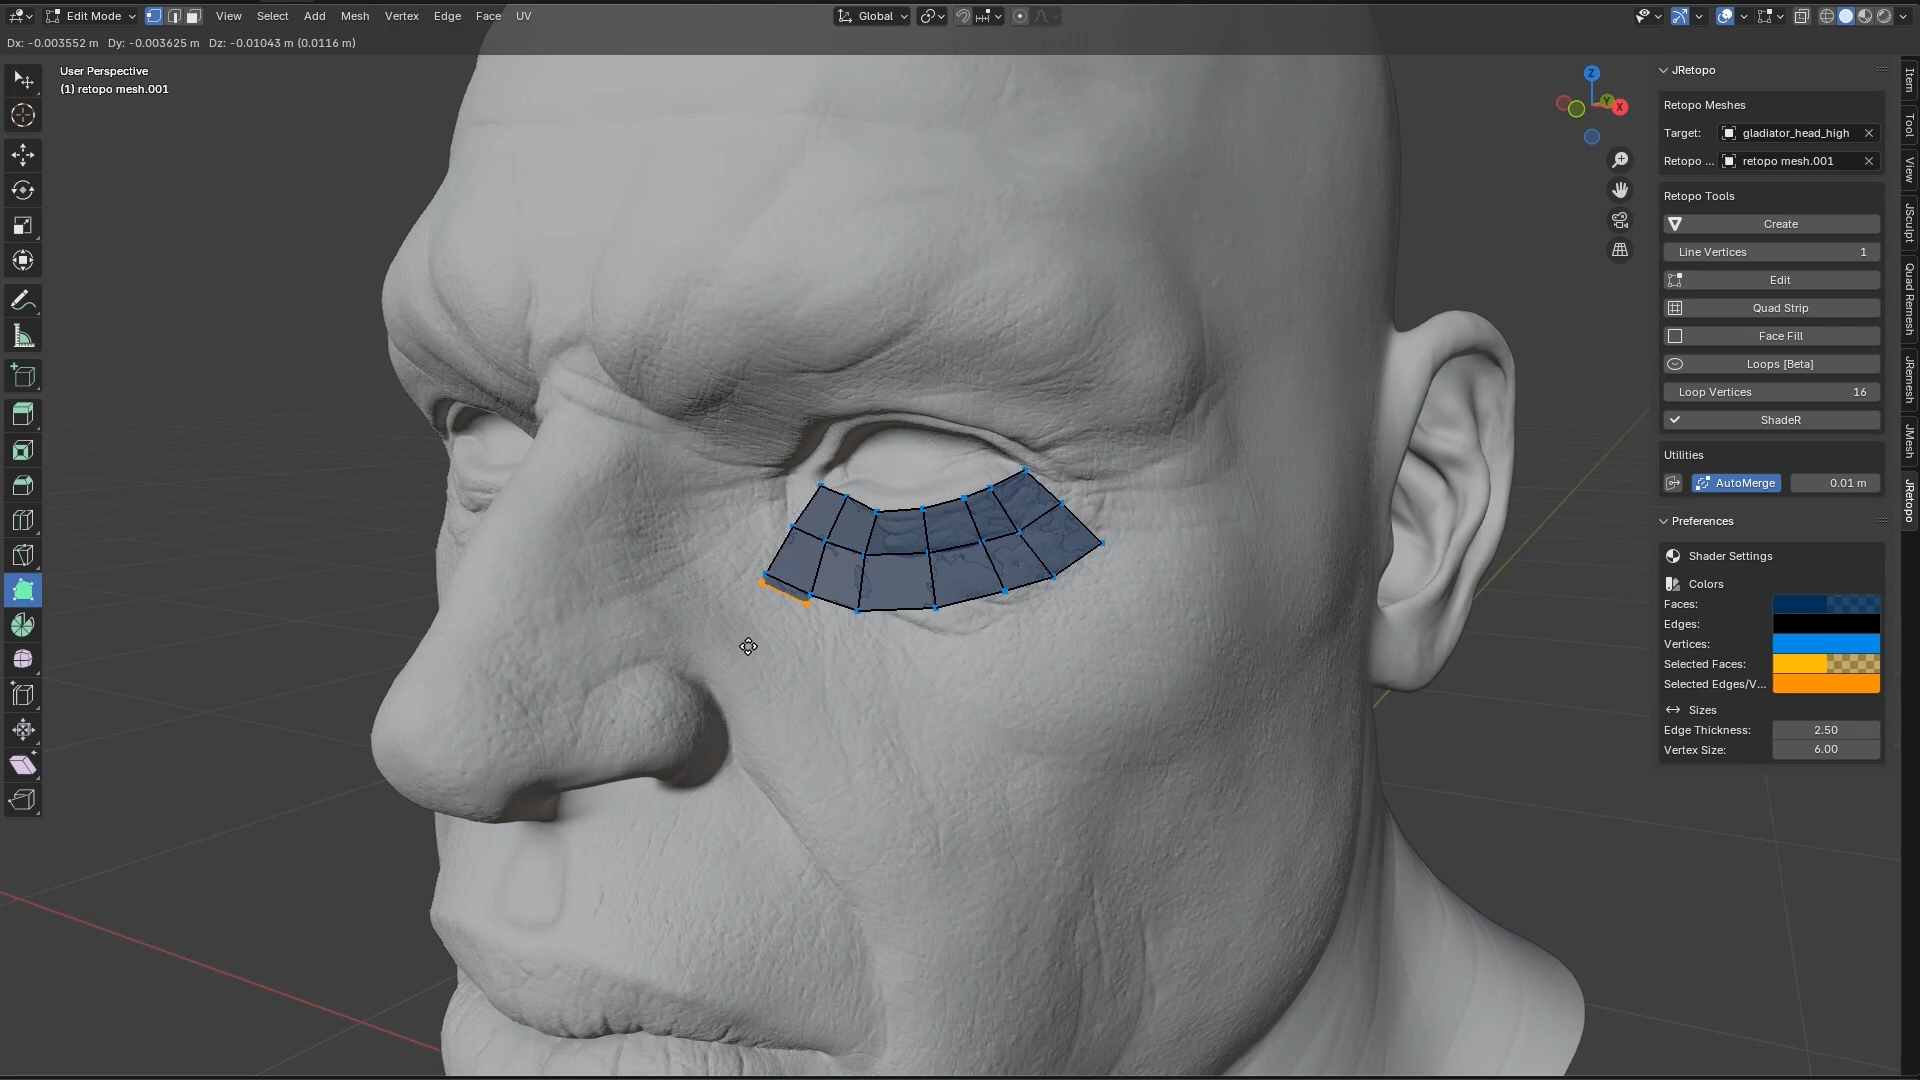 Edit Mode View Select Add Mesh Vertex Edge Face UV Global
Dx: -0.003552 m Dy: -0.003625 m Dz: -0.01043 m (0.0116 m)
User Perspective
(1) retopo mesh.001
Z
Y
X
JRetopo
Retopo Meshes
Target: gladiator_head_high
Retopo ... retopo mesh.001
Retopo Tools
Create
Line Vertices 1
Edit
Quad Strip
Face Fill
Loops [Beta]
Loop Vertices 16
ShadeR
Utilities
AutoMerge 0.01 m
Preferences
Shader Settings
Colors
Faces:
Edges:
Vertices:
Selected Faces:
Selected Edges/V...
Sizes
Edge Thickness: 2.50
Vertex Size: 6.00
Item
Tool
View
JSculpt
Quad Remesh
JRemesh
JMesh
JRetopo